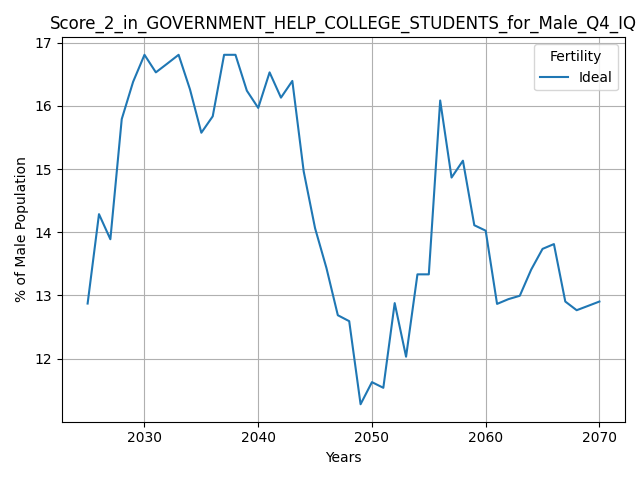 Score_2_in_GOVERNMENT_HELP_COLLEGE_STUDENTS_for_Male_Q4_IQ
17
16
15
14
13
12
% of Male Population
Fertility
Ideal
2030 2040 2050 2060 2070
Years